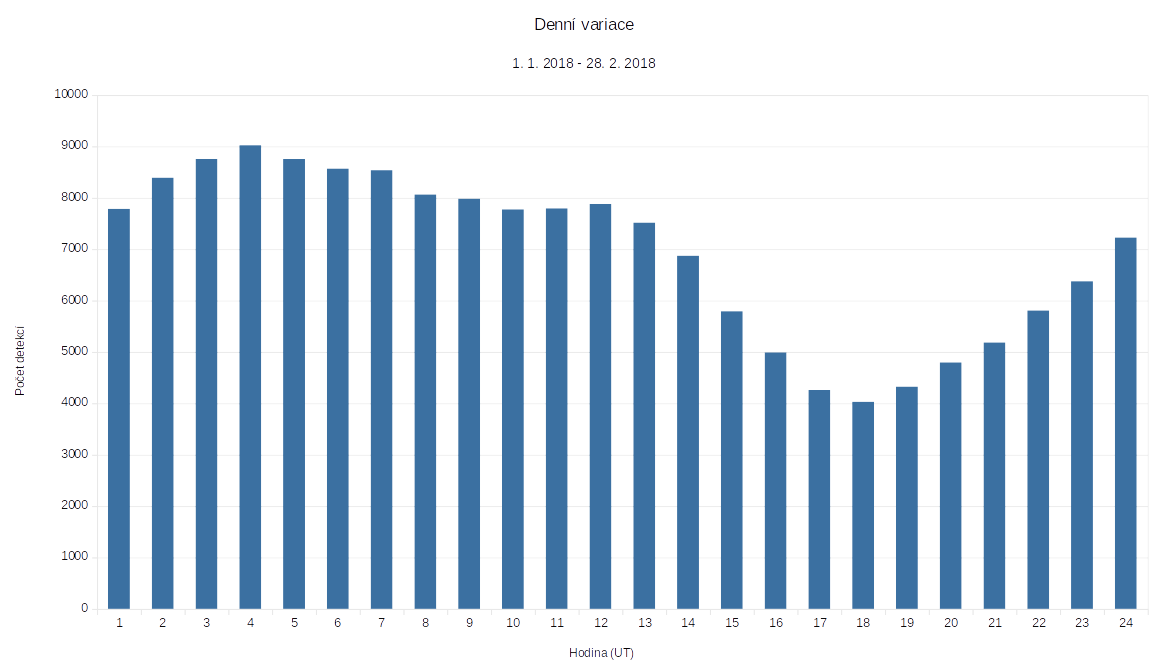 Denní variace
1. 1. 2018 - 28. 2. 2018
10000
9000
8000
7000
6000
5000
4000
3000
2000
1000
0
Počet detekcí
1 2 3 4 5 6 7 8 9 10 11 12 13 14 15 16 17 18 19 20 21 22 23 24
Hodina (UT)